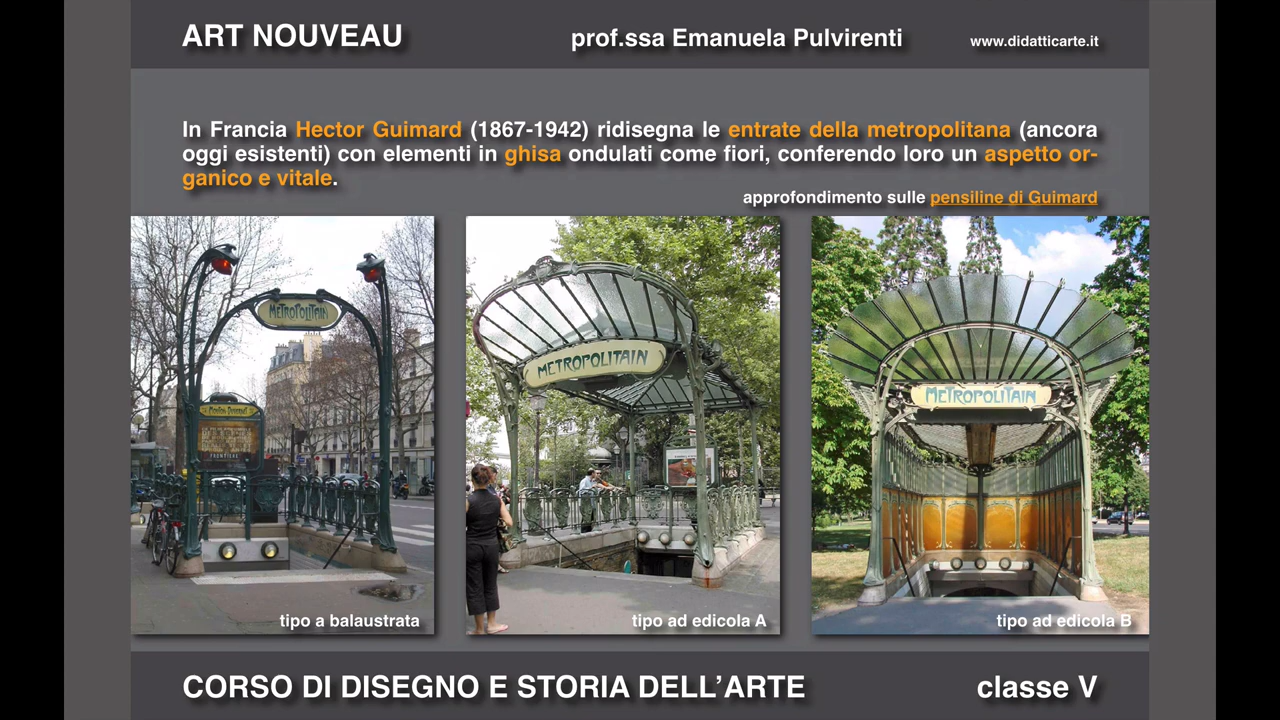 ART NOUVEAU
prof.ssa Emanuela Pulvirenti
www.didatticarte.it
In Francia Hector Guimard (1867-1942) ridisegna le entrate della metropolitana (ancora
oggi esistenti) con elementi in ghisa ondulati come fiori, conferendo loro un aspetto or-
ganico e vitale.
approfondimento sulle pensiline di Guimard
METROPOLITAIN
METROPOLITAIN
METROPOLITAIN
tipo a balaustrata
tipo ad edicola A
tipo ad edicola B
CORSO DI DISEGNO E STORIA DELL’ARTE
classe V